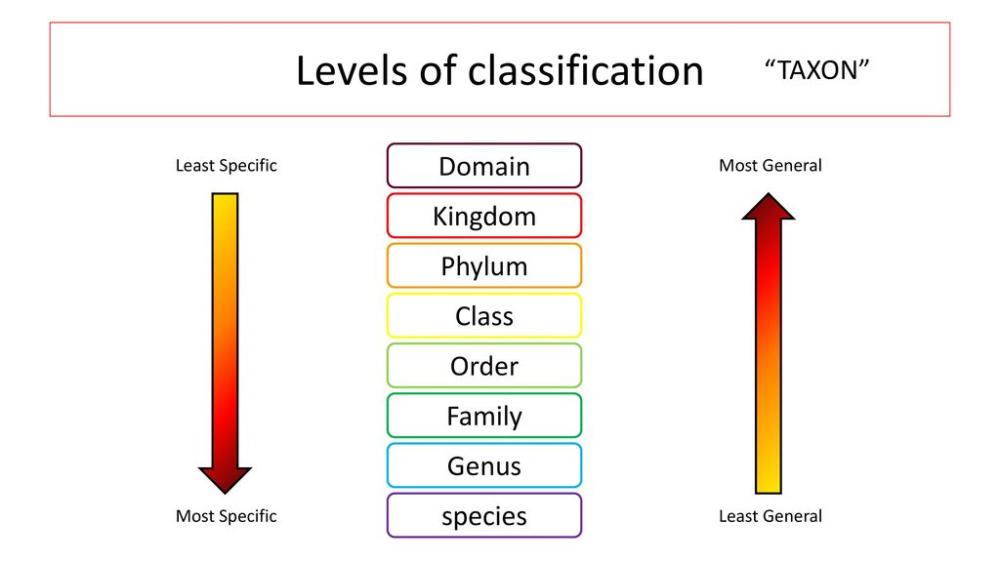 Levels of classification
“TAXON”
Least Specific
Domain
Most General
Kingdom
Phylum
Class
Order
Family
Genus
Most Specific
species
Least General